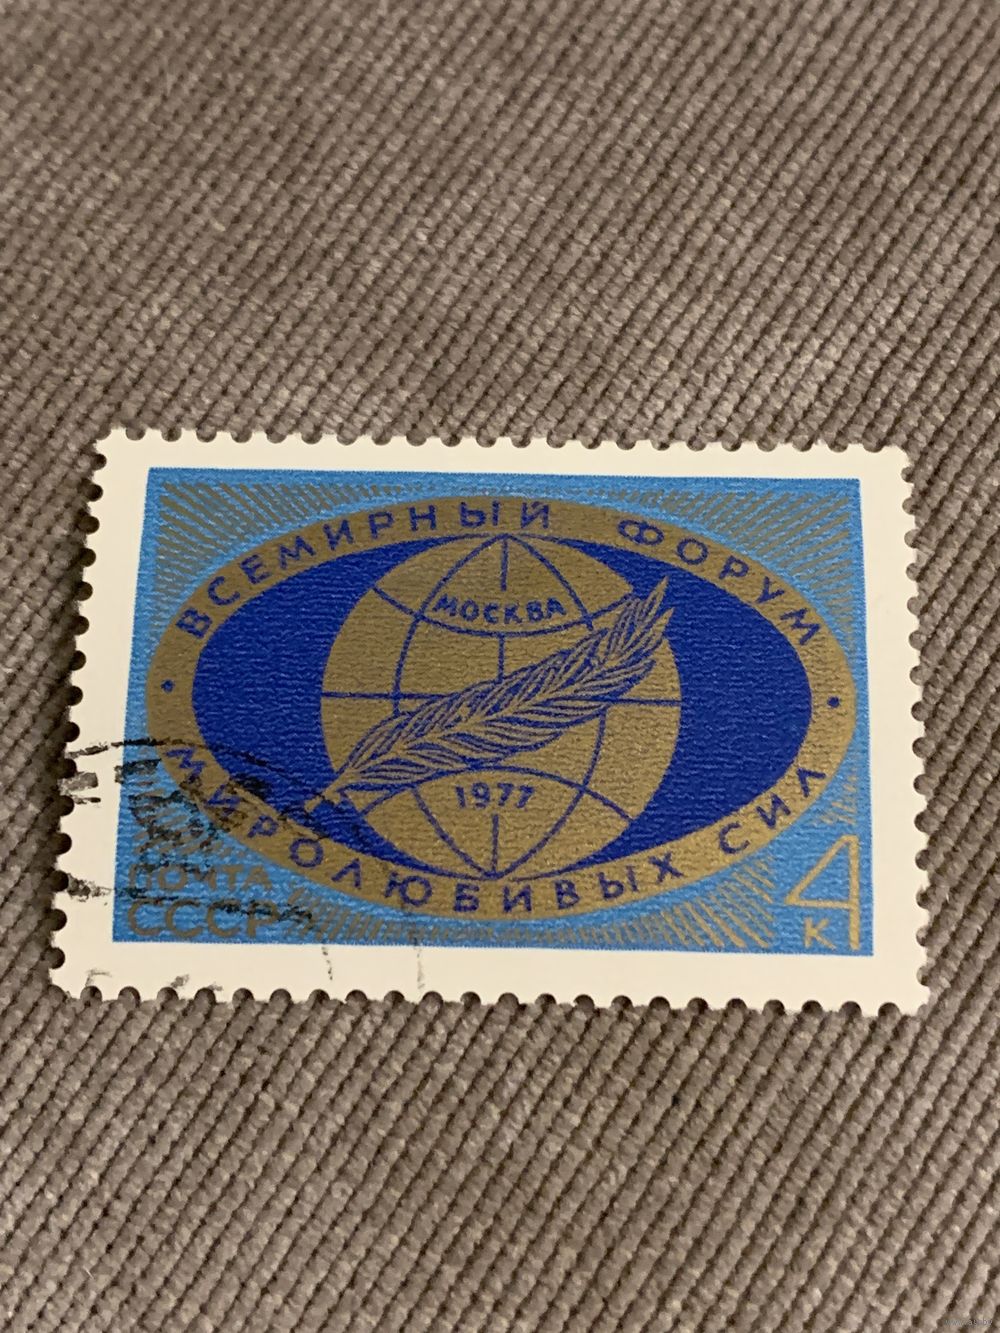 ВСЕМИРНЫЙ ФОРУМ
МОСКВА
1977
МИРОЛЮБИВЫХ СИЛ
ПОЧТА
СССР
4
К